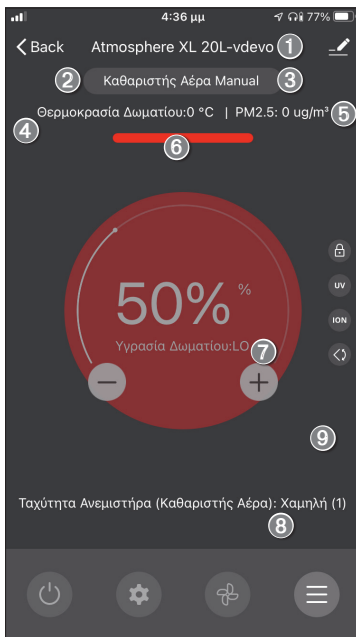 4:36 μμ 77%
Back Atmosphere XL 20L-vdevo 1
2 Καθαριστής Αέρα Manual 3
Θερμοκρασία Δωματίου:0 °C | PM2.5: 0 ug/m³ 5
4
6
50% %
Υγρασία Δωματίου:LO 7
− +
UV
ION
9
Ταχύτητα Ανεμιστήρα (Καθαριστής Αέρα): Χαμηλή (1)
8